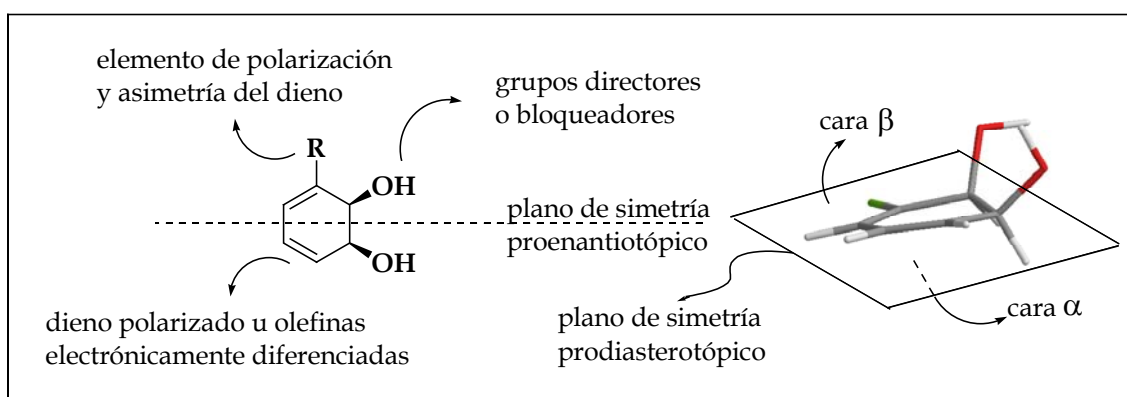 elemento de polarización
y asimetría del dieno
grupos directores
o bloqueadores
R
OH
OH
plano de simetría
proenantiotópico
dieno polarizado u olefinas
electrónicamente diferenciadas
cara β
plano de simetría
prodiasterotópico
cara α